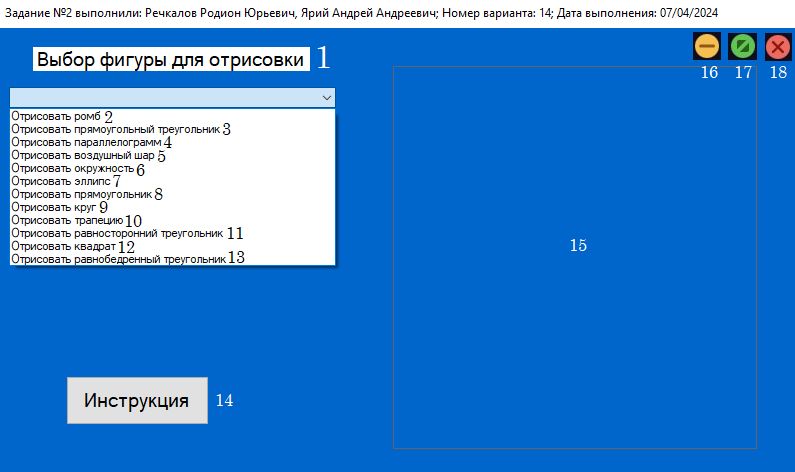 Задание №2 выполнили: Речкалов Родион Юрьевич, Ярий Андрей Андреевич; Номер варианта: 14; Дата выполнения: 07/04/2024
Выбор фигуры для отрисовки 1
16 17 18
Отрисовать ромб 2
Отрисовать прямоугольный треугольник 3
Отрисовать параллелограмм 4
Отрисовать воздушный шар 5
Отрисовать окружность 6
Отрисовать эллипс 7
Отрисовать прямоугольник 8
Отрисовать круг 9
Отрисовать трапецию 10
Отрисовать равносторонний треугольник 11
Отрисовать квадрат 12
Отрисовать равнобедренный треугольник 13
15
Инструкция 14